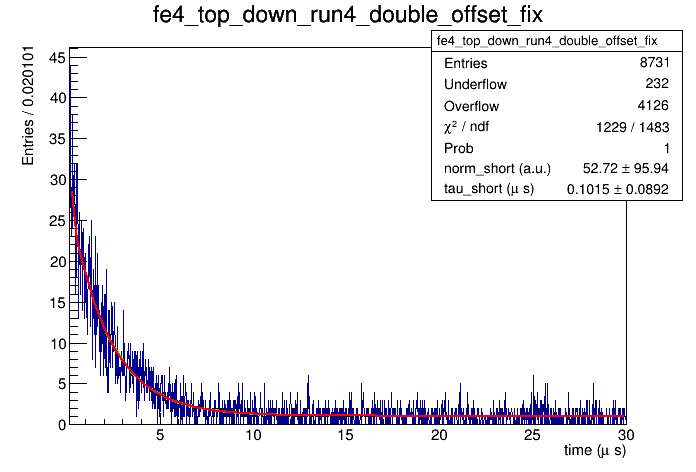 fe4_top_down_run4_double_offset_fix
fe4_top_down_run4_double_offset_fix
Entries 8731
Underflow 232
Overflow 4126
χ² / ndf 1229 / 1483
Prob 1
norm_short (a.u.) 52.72 ± 95.94
tau_short (μ s) 0.1015 ± 0.0892
Entries / 0.020101
45
40
35
30
25
20
15
10
5
0
5 10 15 20 25 30
time (μ s)